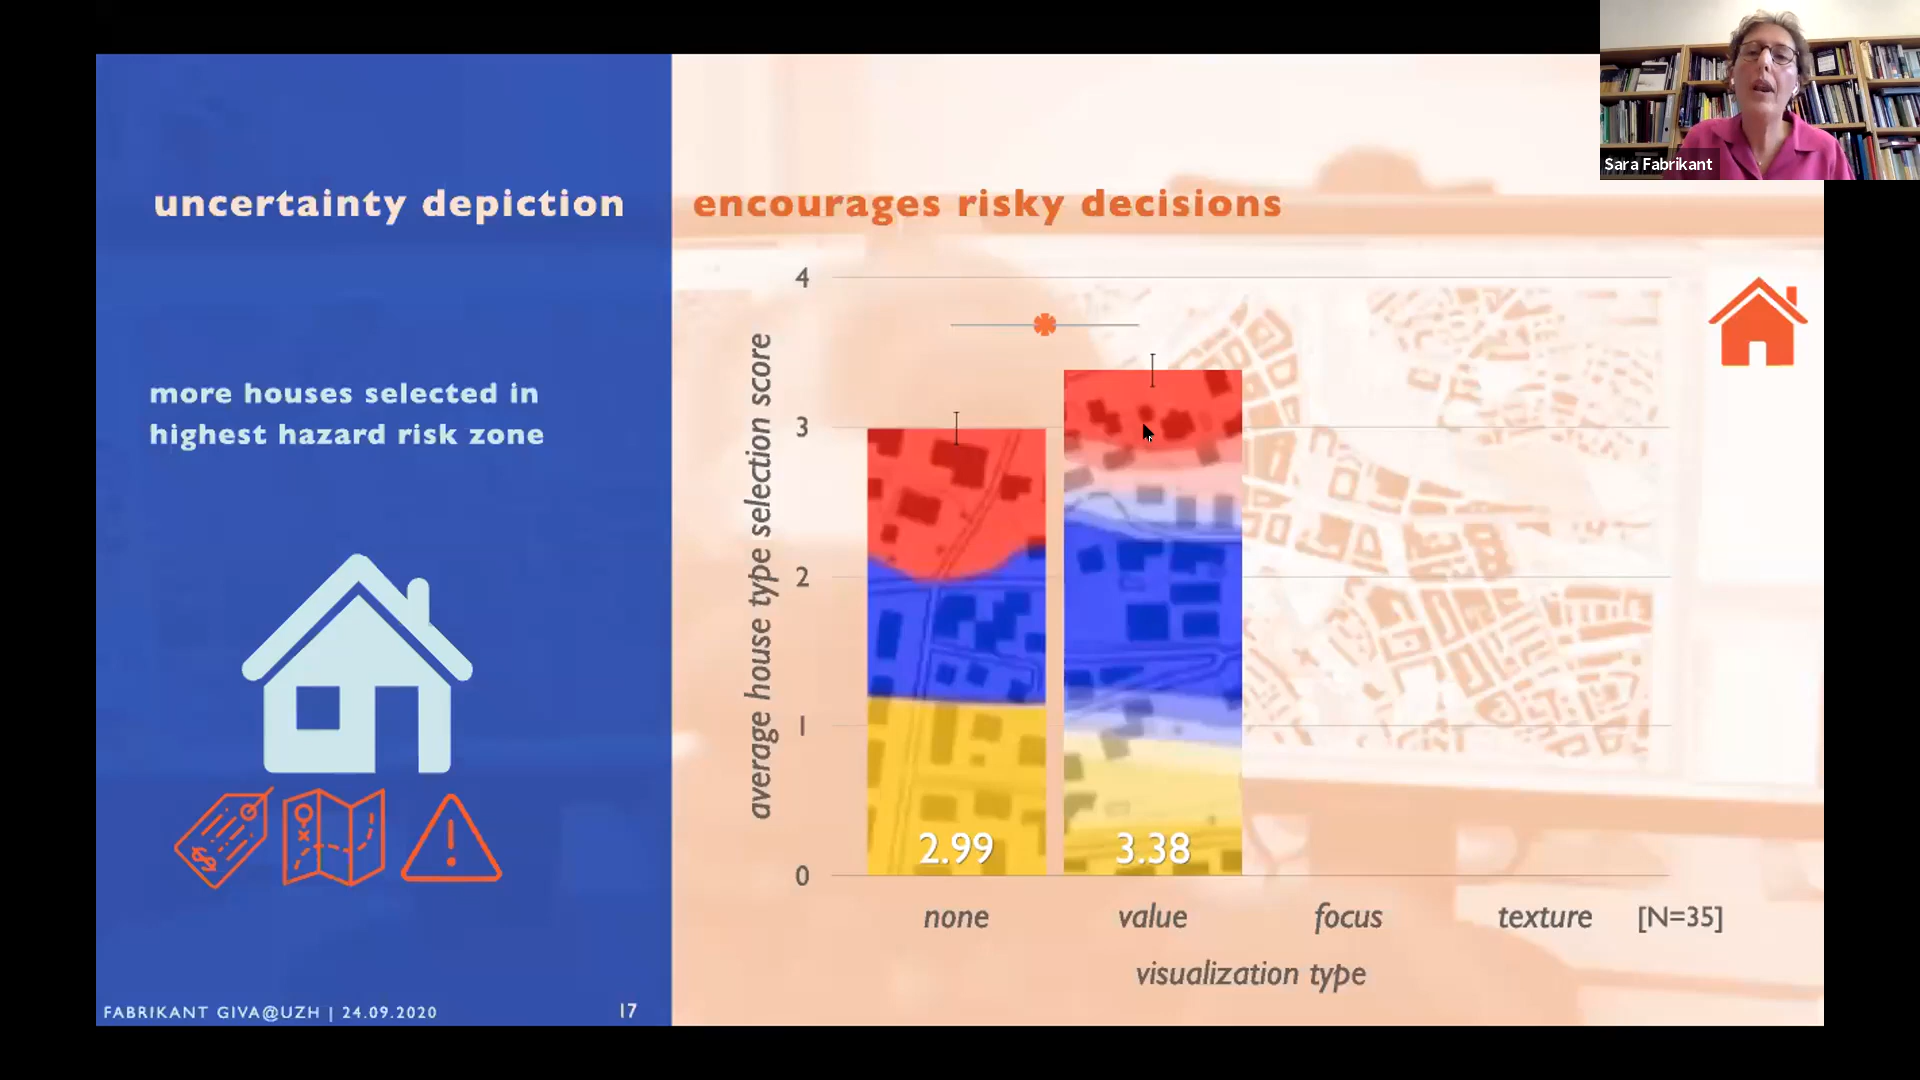 Sara Fabrikant
uncertainty depiction encourages risky decisions
more houses selected in
highest hazard risk zone
average house type selection score
4
3
2
1
0
2.99
3.38
none
value
focus
texture
[N=35]
visualization type
FABRIKANT GIVA@UZH | 24.09.2020
17